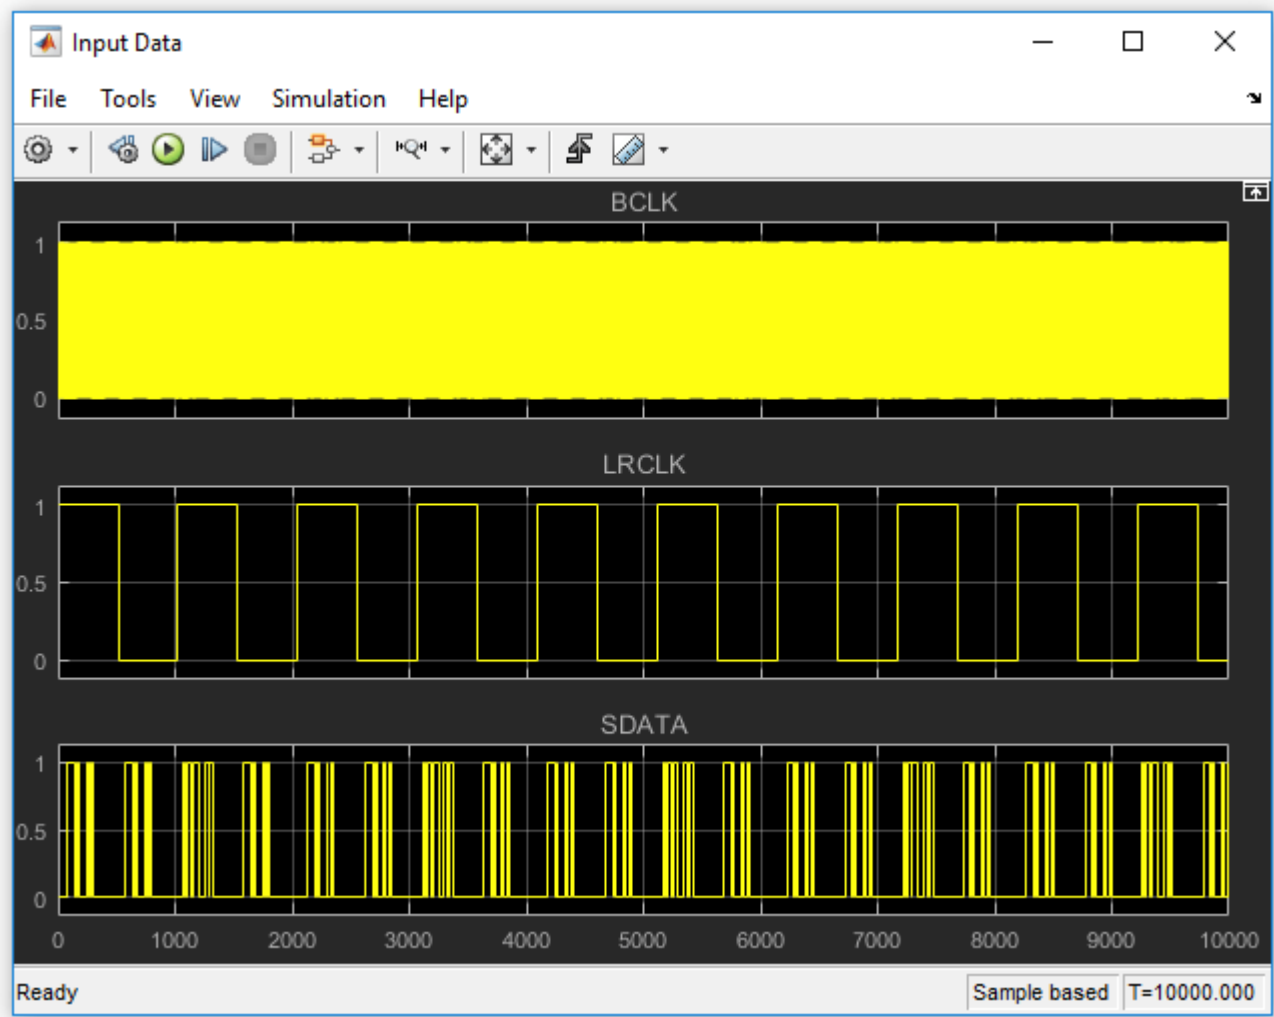 Input Data
File Tools View Simulation Help
BCLK
1
0.5
0
LRCLK
1
0.5
0
SDATA
1
0.5
0
0 1000 2000 3000 4000 5000 6000 7000 8000 9000 10000
Ready Sample based T=10000.000